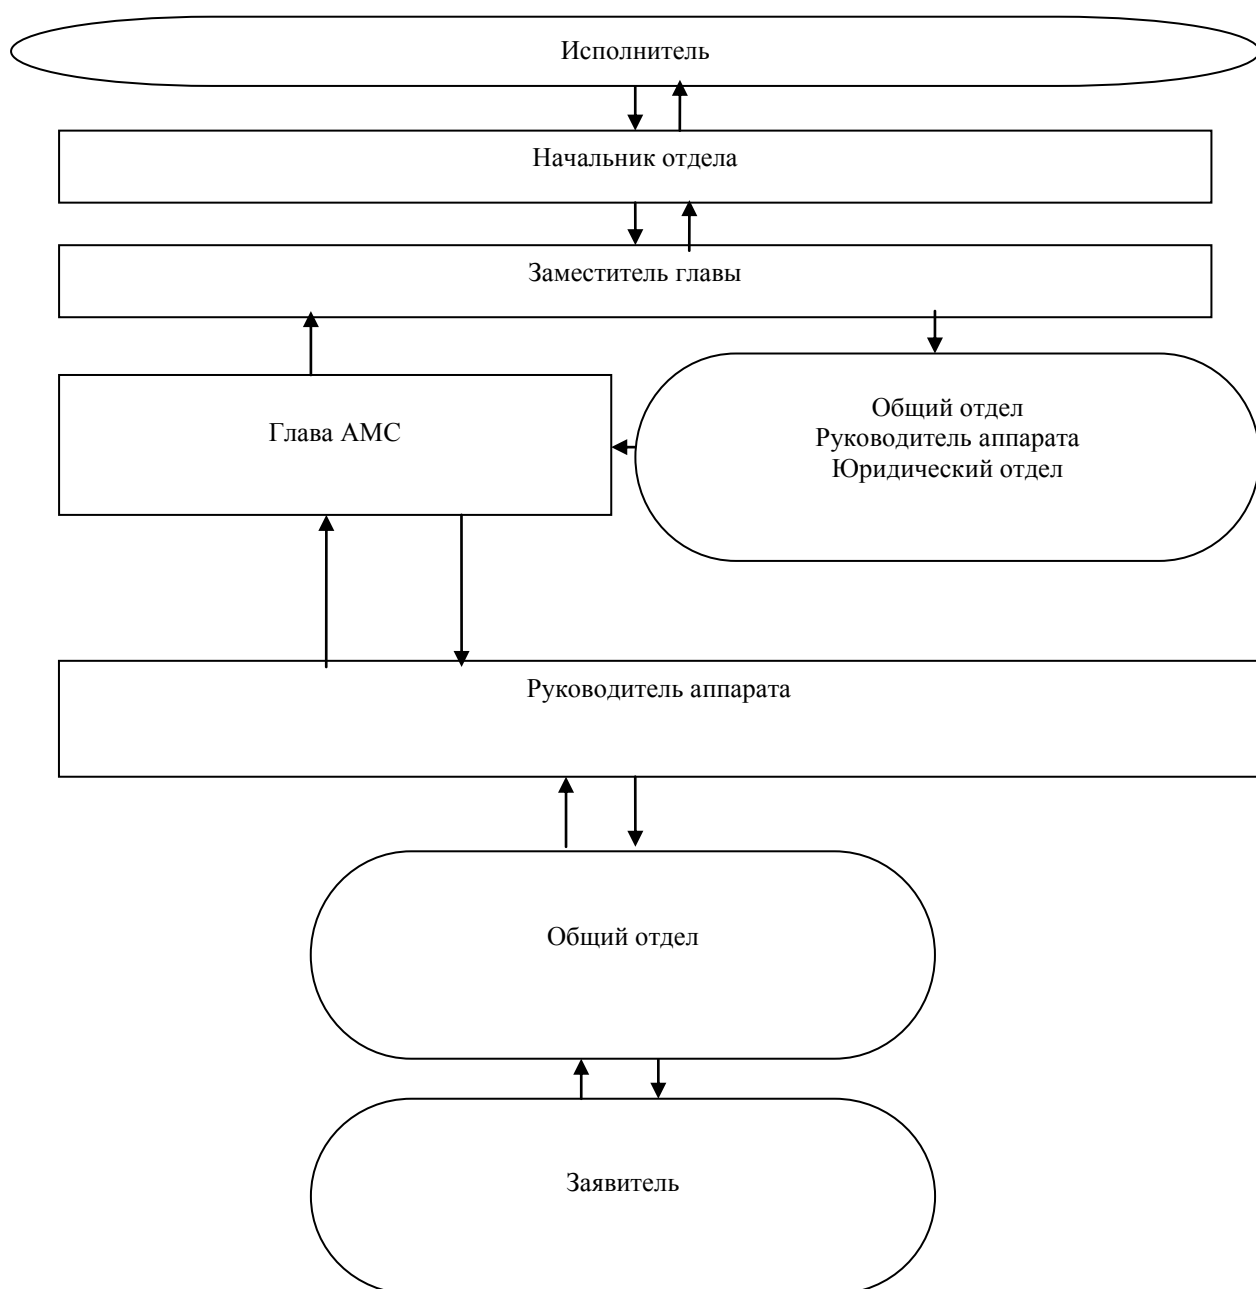 Исполнитель
Начальник отдела
Заместитель главы
Глава АМС
Общий отдел
Руководитель аппарата
Юридический отдел
Руководитель аппарата
Общий отдел
Заявитель